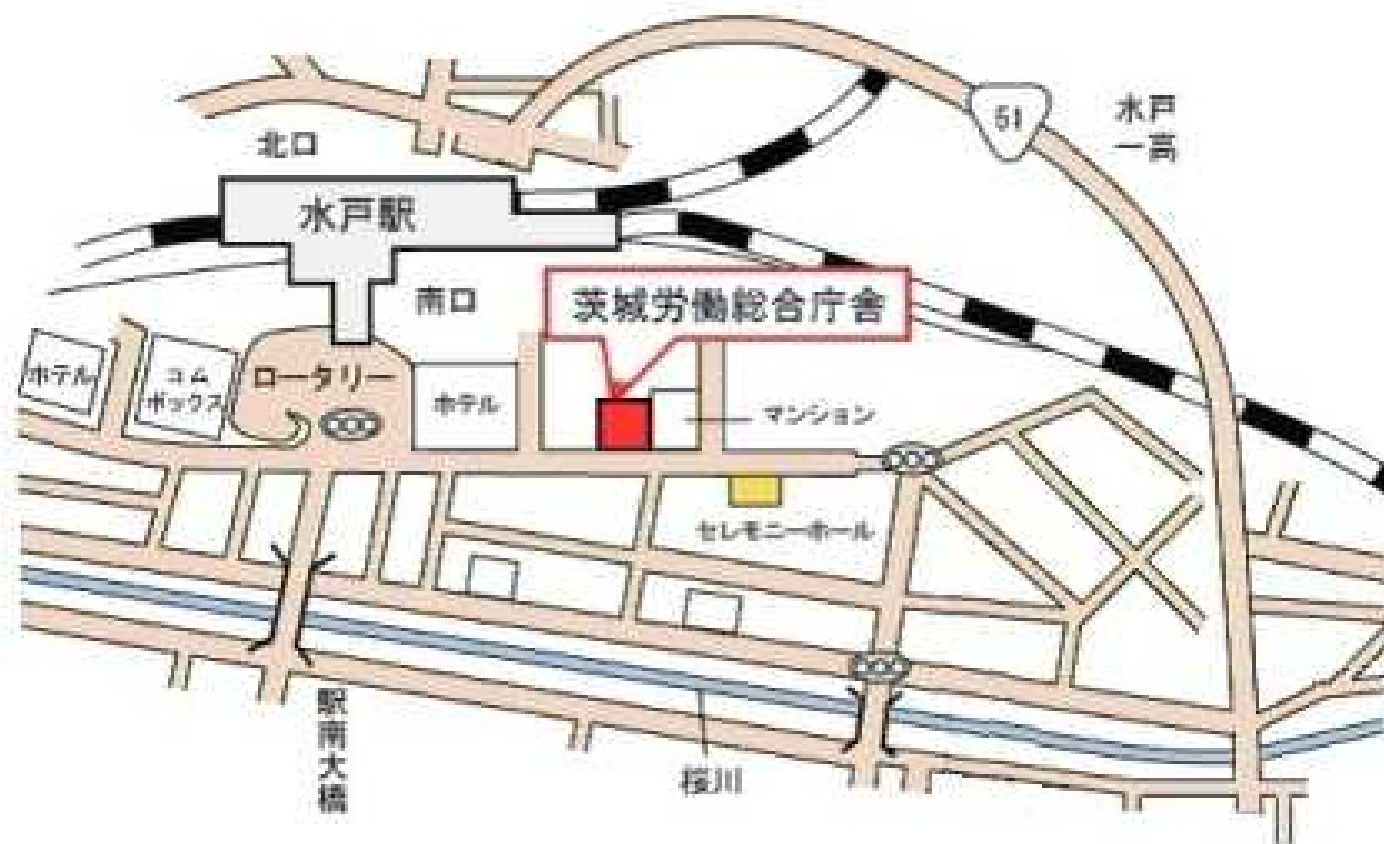 51
水戸
一高
北口
水戸駅
南口
茨城労働総合庁舎
ホテル
コム
ボックス
ロータリー
ホテル
マンション
セレモニーホール
駅南大橋
桜川